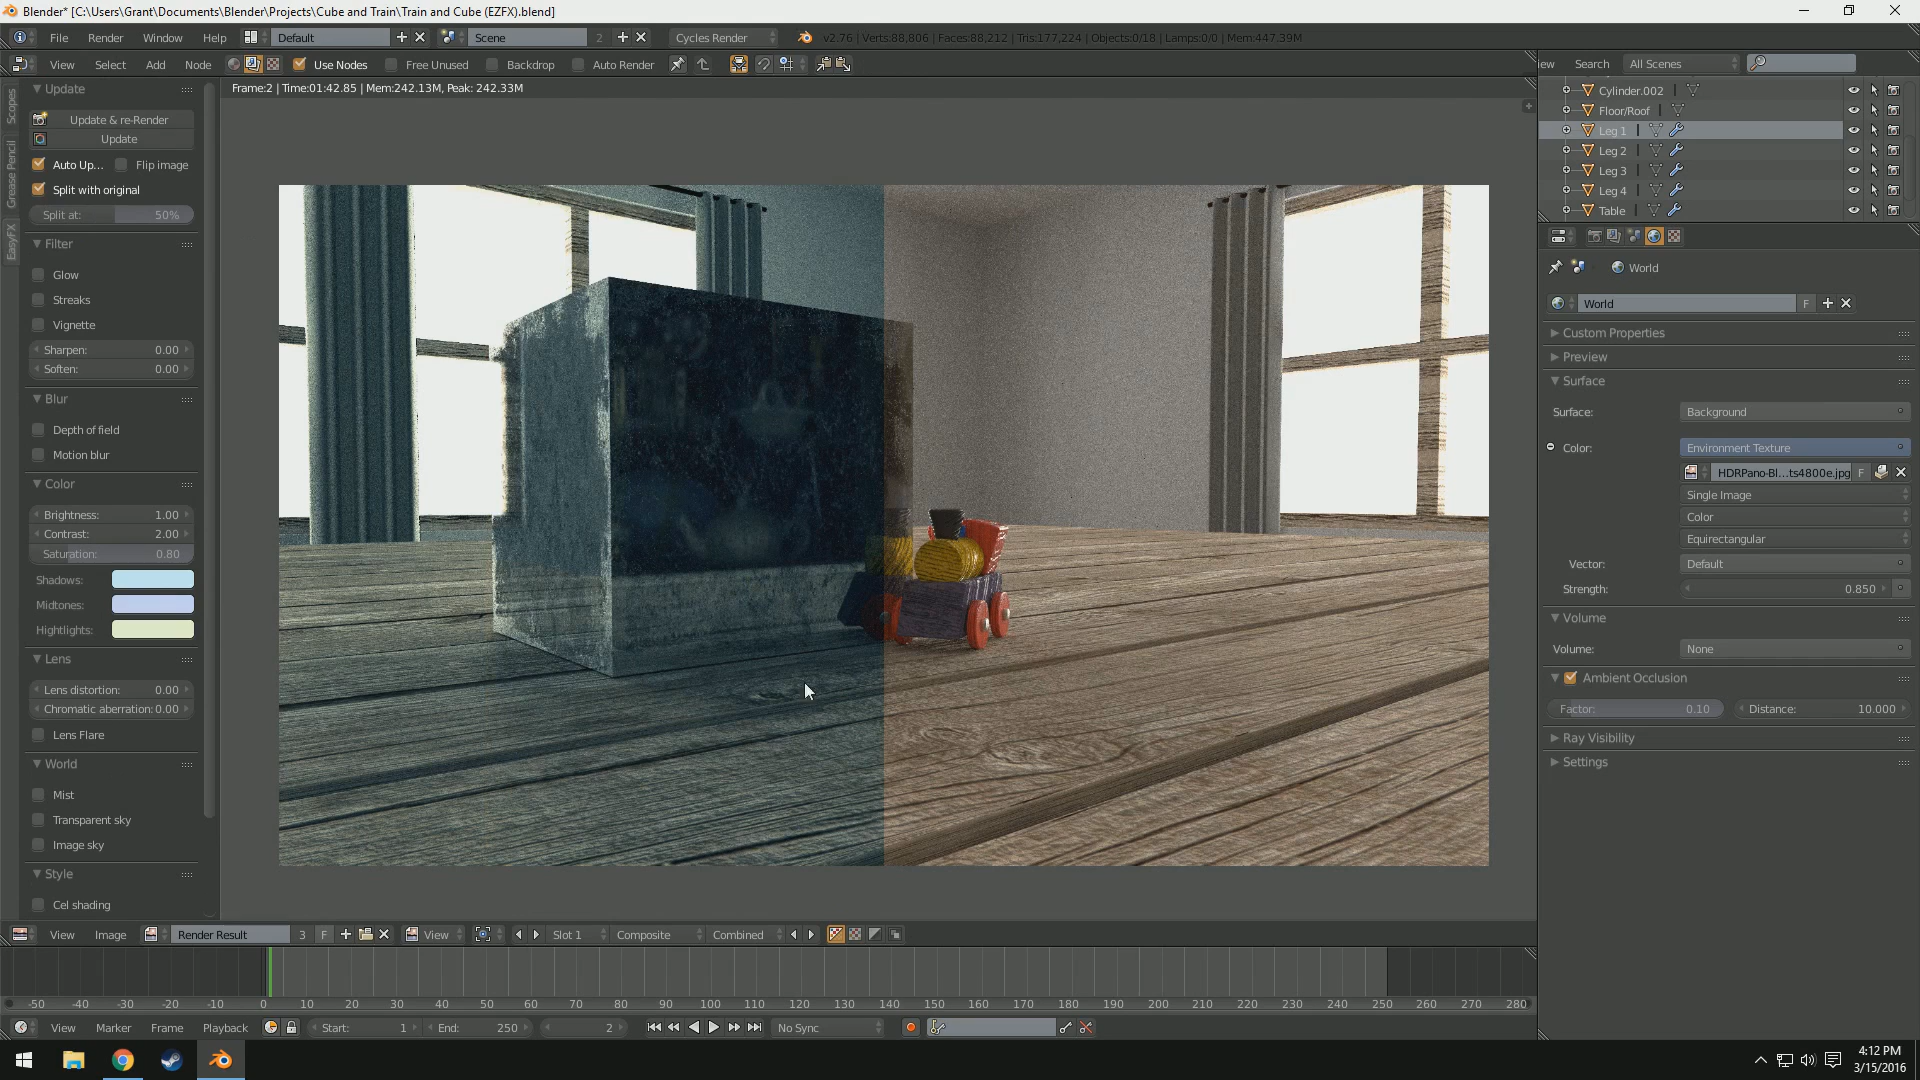 Blender* [C:\Users\Grant\Documents\Blender\Projects\Cube and Train\Train and Cube (EZFX).blend]
File Render Window Help Default Scene 2 Cycles Render v2.76 | Verts:88,806 | Faces:88,212 | Tris:177,224 | Objects:0/18 | Lamps:0/0 | Mem:447.39M
View Select Add Node Use Nodes Free Unused Backdrop Auto Render
ew Search All Scenes
Frame:2 | Time:01:42.85 | Mem:242.13M, Peak: 242.33M
Scopes
Grease Pencil
EasyFX
Update
Update & re-Render
Update
Auto Up... Flip image
Split with original
Split at: 50%
Filter
Glow
Streaks
Vignette
Sharpen: 0.00
Soften: 0.00
Blur
Depth of field
Motion blur
Color
Brightness: 1.00
Contrast: 2.00
Saturation: 0.80
Shadows:
Midtones:
Hightlights:
Lens
Lens distortion: 0.00
Chromatic aberration: 0.00
Lens Flare
World
Mist
Transparent sky
Image sky
Style
Cel shading
Cylinder.002
Floor/Roof
Leg 1
Leg 2
Leg 3
Leg 4
Table
World
World F
Custom Properties
Preview
Surface
Surface: Background
Color: Environment Texture
HDRPano-Bl...ts4800e.jpg F
Single Image
Color
Equirectangular
Vector: Default
Strength: 0.850
Volume
Volume: None
Ambient Occlusion
Factor: 0.10 Distance: 10.000
Ray Visibility
Settings
View Image Render Result 3 F View Slot 1 Composite Combined
-50 -40 -30 -20 -10 0 10 20 30 40 50 60 70 80 90 100 110 120 130 140 150 160 170 180 190 200 210 220 230 240 250 260 270 280
View Marker Frame Playback Start: 1 End: 250 2 No Sync
4:12 PM
3/15/2016